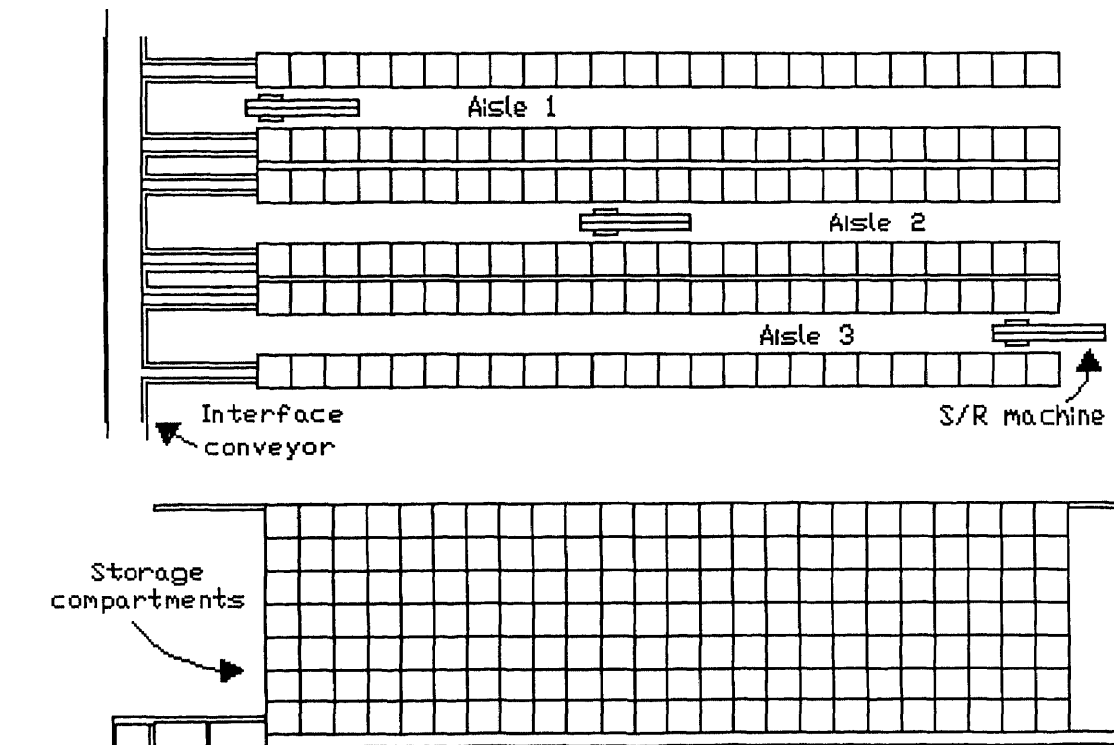 Aisle 1
Aisle 2
Aisle 3
Interface
conveyor
S/R machine
Storage
compartments